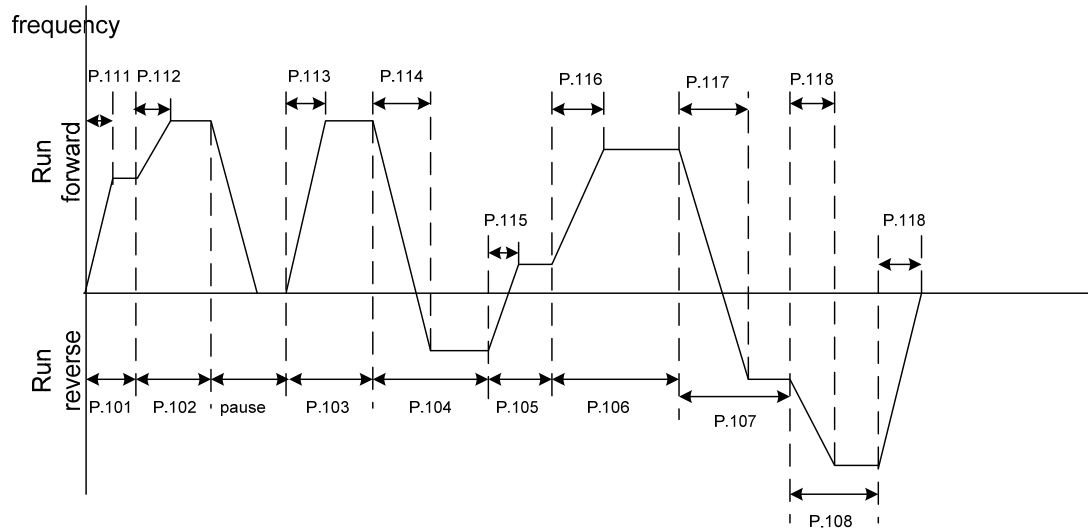 frequency
P.111 P.112 P.113 P.114 P.116 P.117 P.118
Run
forward
P.115 P.118
Run
reverse
P.101 P.102 pause P.103 P.104 P.105 P.106 P.107
P.108